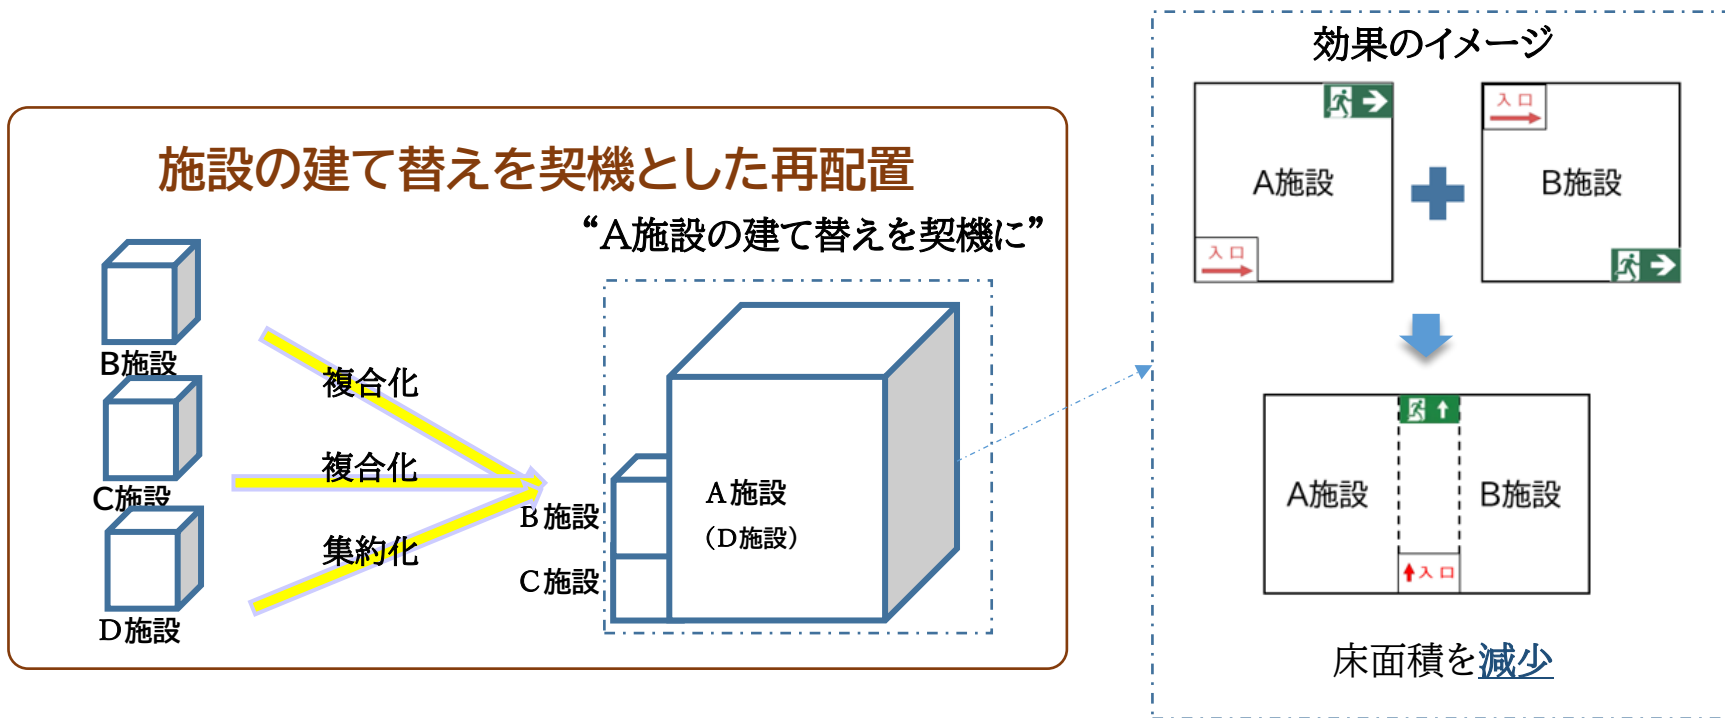 施設の建て替えを契機とした再配置
“A施設の建て替えを契機に”
B施設
複合化
C施設
複合化
D施設
集約化
B施設
C施設
A施設
（D施設）
効果のイメージ
A施設
入口
入口
B施設
A施設
B施設
入口
床面積を減少